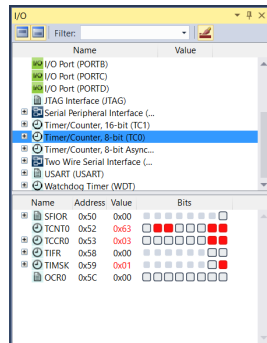 I/O
Filter:
Name Value
I/O Port (PORTB)
I/O Port (PORTC)
I/O Port (PORTD)
JTAG Interface (JTAG)
Serial Peripheral Interface (...
Timer/Counter, 16-bit (TC1)
Timer/Counter, 8-bit (TC0)
Timer/Counter, 8-bit Async...
Two Wire Serial Interface (...
USART (USART)
Watchdog Timer (WDT)
Name Address Value Bits
SFIOR 0x50 0x00
TCNT0 0x52 0x63
TCCR0 0x53 0x03
TIFR 0x58 0x00
TIMSK 0x59 0x01
OCR0 0x5C 0x00